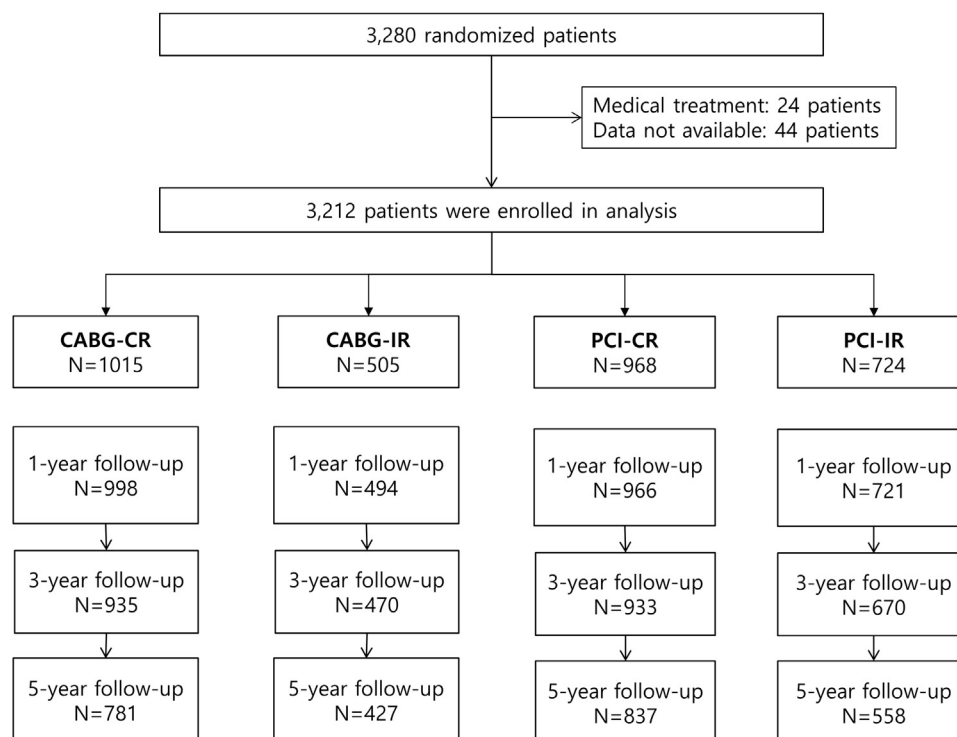 3,280 randomized patients
Medical treatment: 24 patients
Data not available: 44 patients
3,212 patients were enrolled in analysis
CABG-CR
N=1015
CABG-IR
N=505
PCI-CR
N=968
PCI-IR
N=724
1-year follow-up
N=998
1-year follow-up
N=494
1-year follow-up
N=966
1-year follow-up
N=721
3-year follow-up
N=935
3-year follow-up
N=470
3-year follow-up
N=933
3-year follow-up
N=670
5-year follow-up
N=781
5-year follow-up
N=427
5-year follow-up
N=837
5-year follow-up
N=558